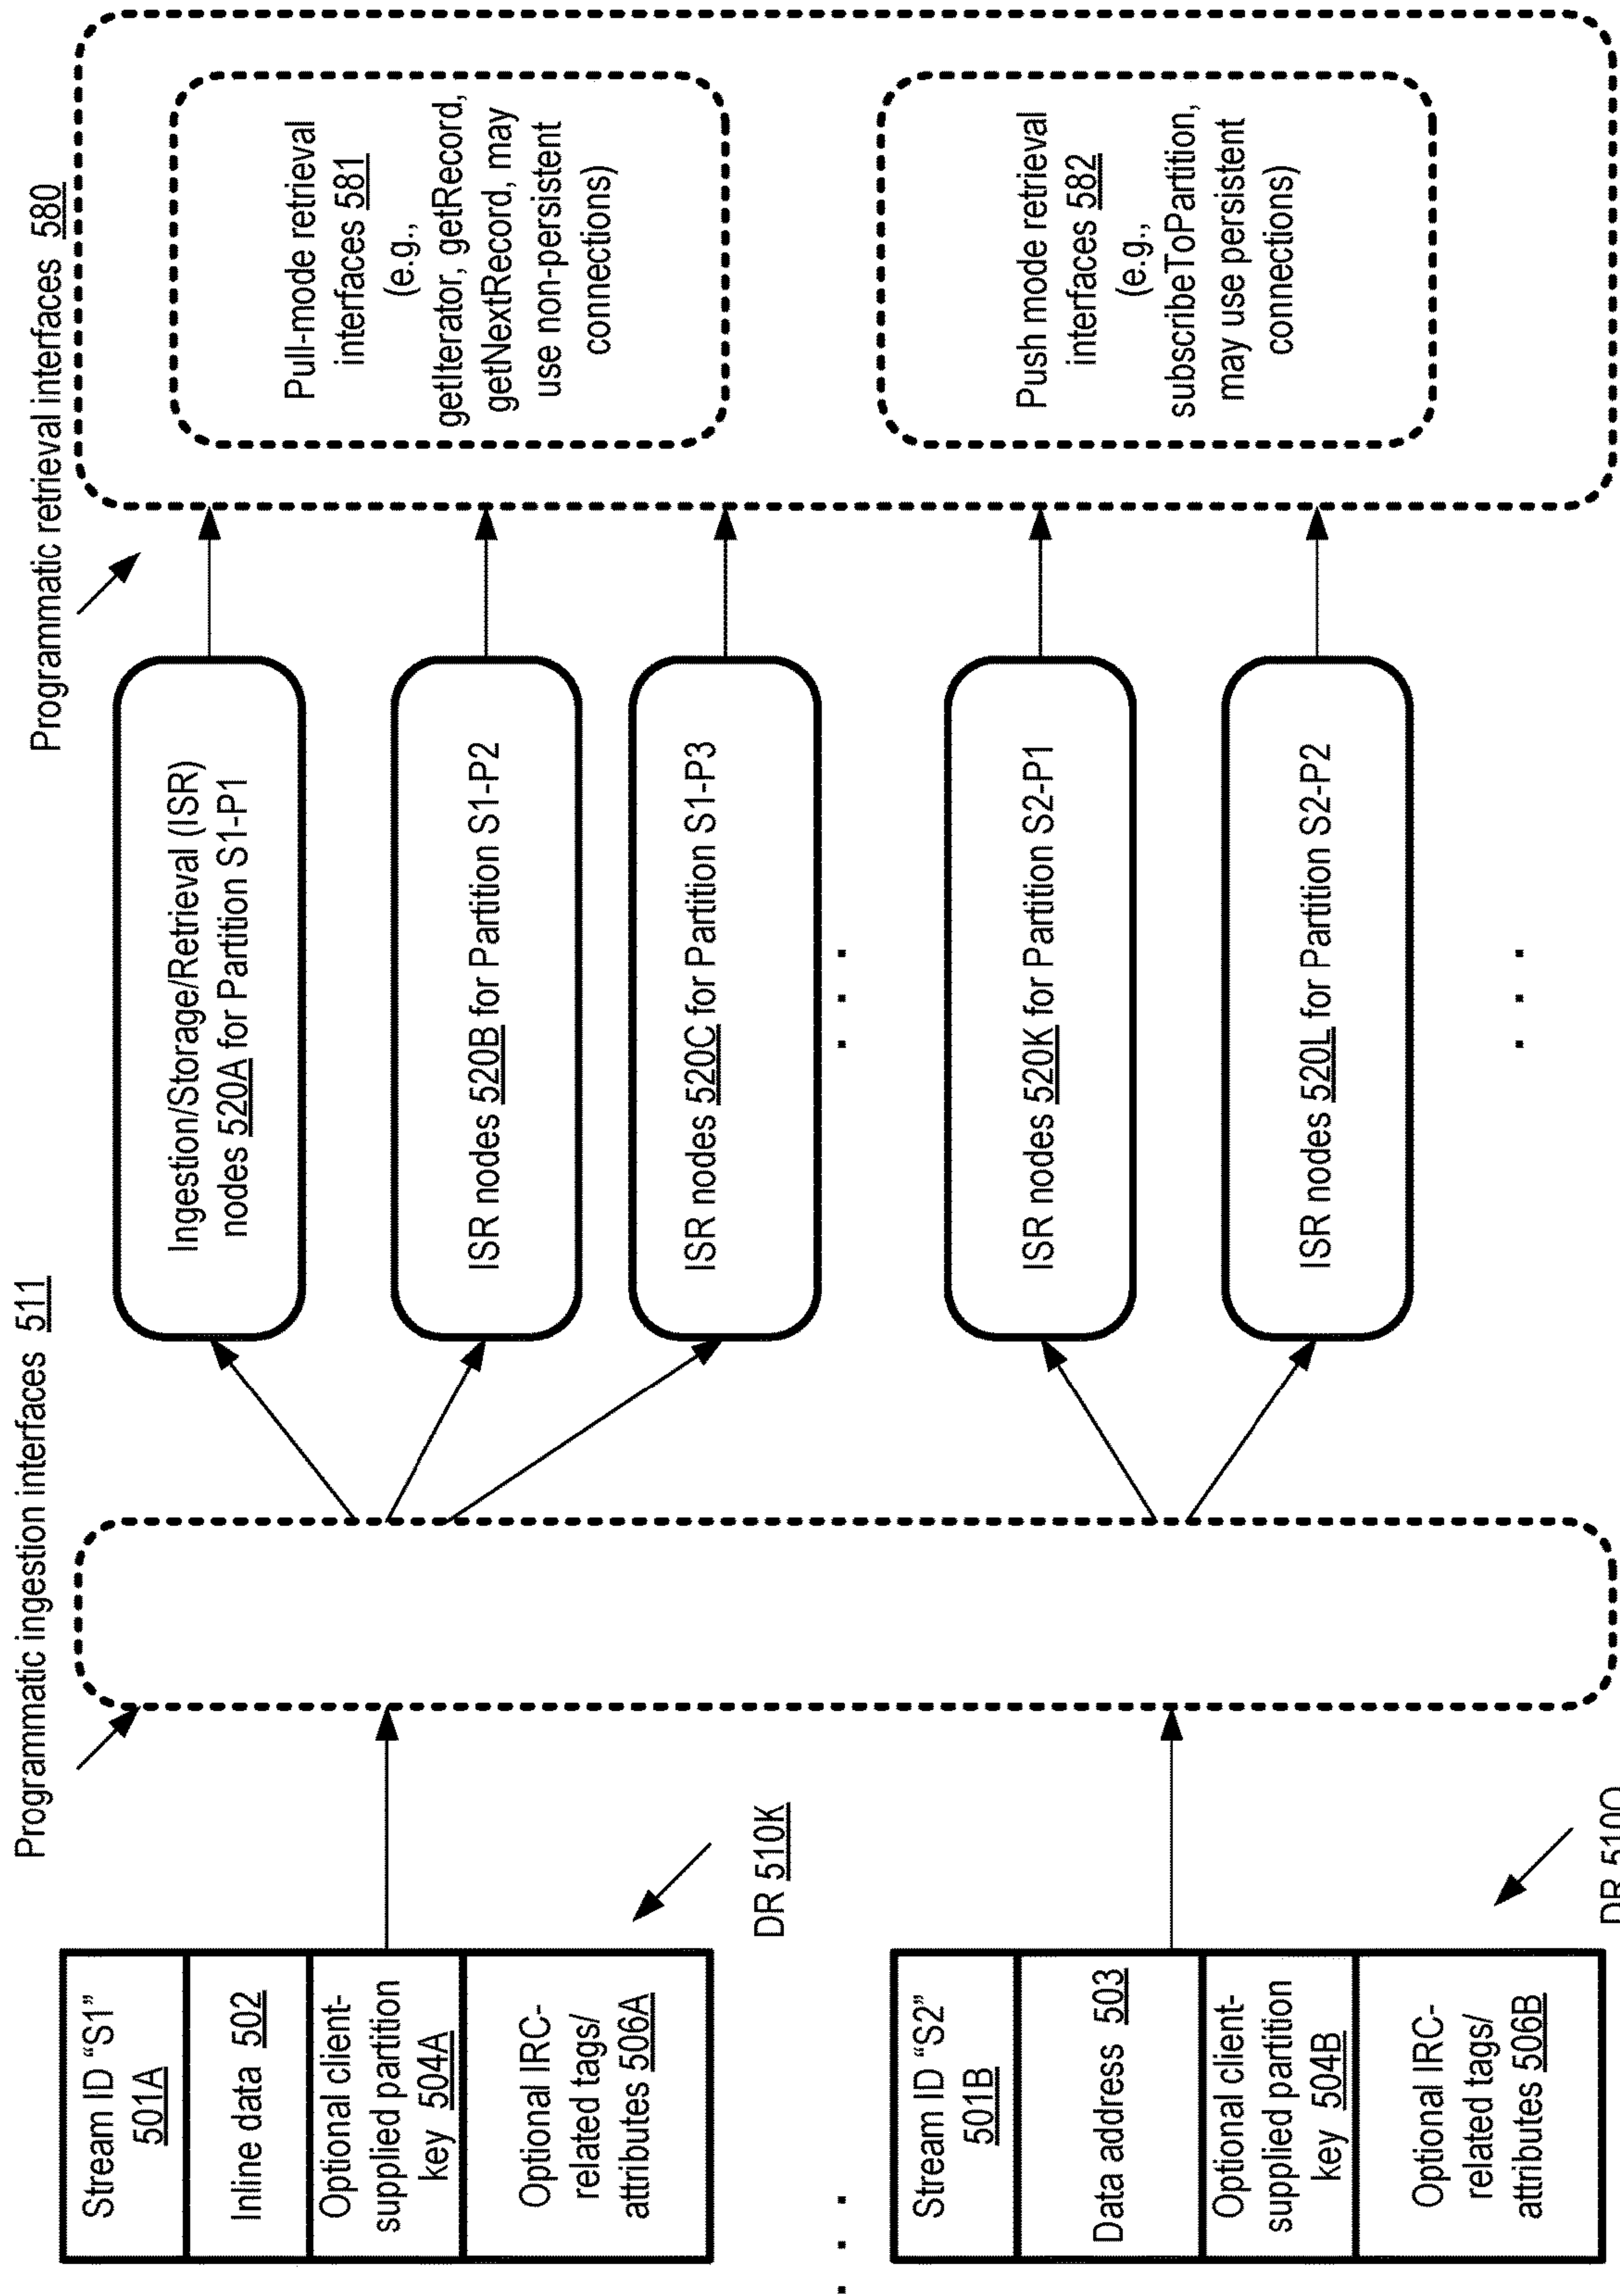 Programmatic ingestion interfaces 511
Programmatic retrieval interfaces 580
Stream ID “S1”
501A
Inline data 502
Optional client-
supplied partition
key 504A
Optional IRC-
related tags/
attributes 506A
DR 510K
Stream ID “S2”
501B
Data address 503
Optional client-
supplied partition
key 504B
Optional IRC-
related tags/
attributes 506B
DR
Ingestion/Storage/Retrieval (ISR)
nodes 520A for Partition S1-P1
ISR nodes 520B for Partition S1-P2
ISR nodes 520C for Partition S1-P3
ISR nodes 520K for Partition S2-P1
ISR nodes 520L for Partition S2-P2
Pull-mode retrieval
interfaces 581
(e.g.,
getIterator, getRecord,
getNextRecord, may
use non-persistent
connections)
Push mode retrieval
interfaces 582
(e.g.,
subscribeToPartition,
may use persistent
connections)